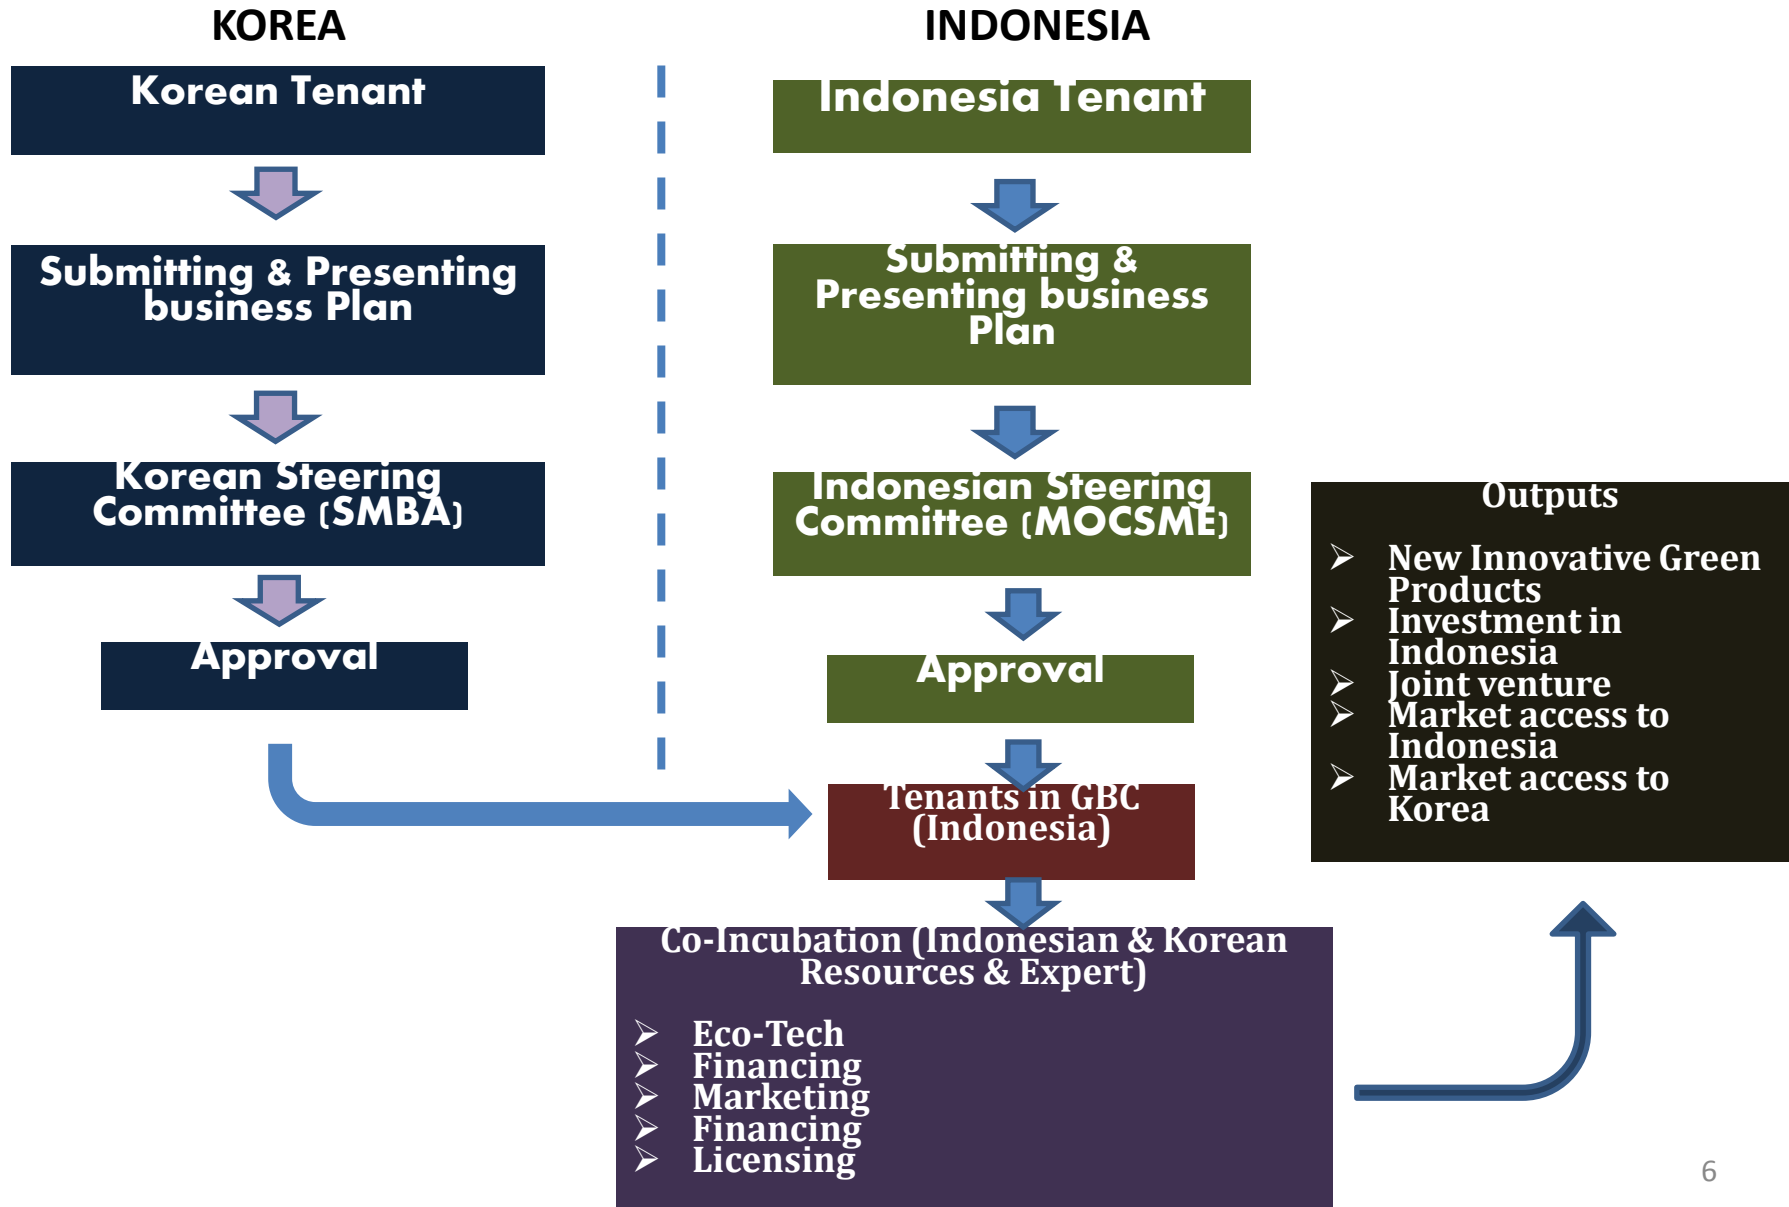 KOREA
Korean Tenant
Submitting & Presenting
business Plan
Korean Steering
Committee (SMBA)
Approval
INDONESIA
Indonesia Tenant
Submitting &
Presenting business
Plan
Indonesian Steering
Committee (MOCSME)
Approval
Tenants in GBC
(Indonesia)
Co-Incubation (Indonesian & Korean
Resources & Expert)
➢ Eco-Tech
➢ Financing
➢ Marketing
➢ Financing
➢ Licensing
Outputs
➢ New Innovative Green
Products
➢ Investment in
Indonesia
➢ Joint venture
➢ Market access to
Indonesia
➢ Market access to
Korea
6